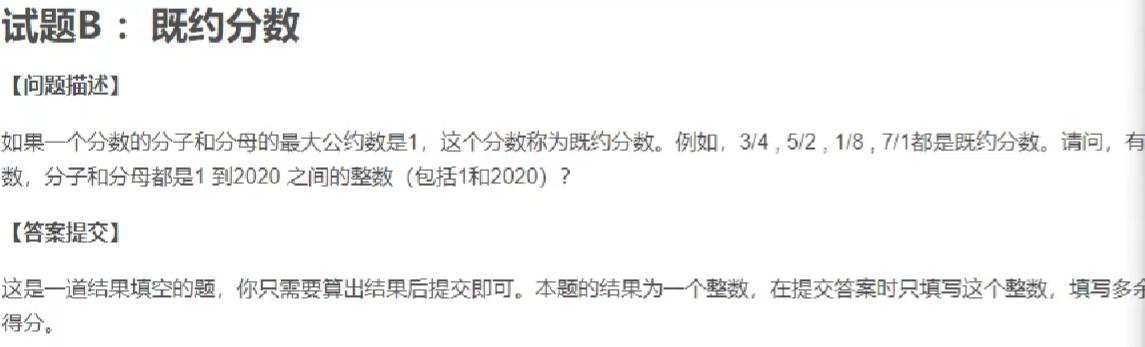 试题B ：既约分数
【问题描述】
如果一个分数的分子和分母的最大公约数是1，这个分数称为既约分数。例如，3/4 , 5/2 , 1/8 , 7/1都是既约分数。请问，有
数，分子和分母都是1 到2020 之间的整数（包括1和2020）？
【答案提交】
这是一道结果填空的题，你只需要算出结果后提交即可。本题的结果为一个整数，在提交答案时只填写这个整数，填写多余
得分。